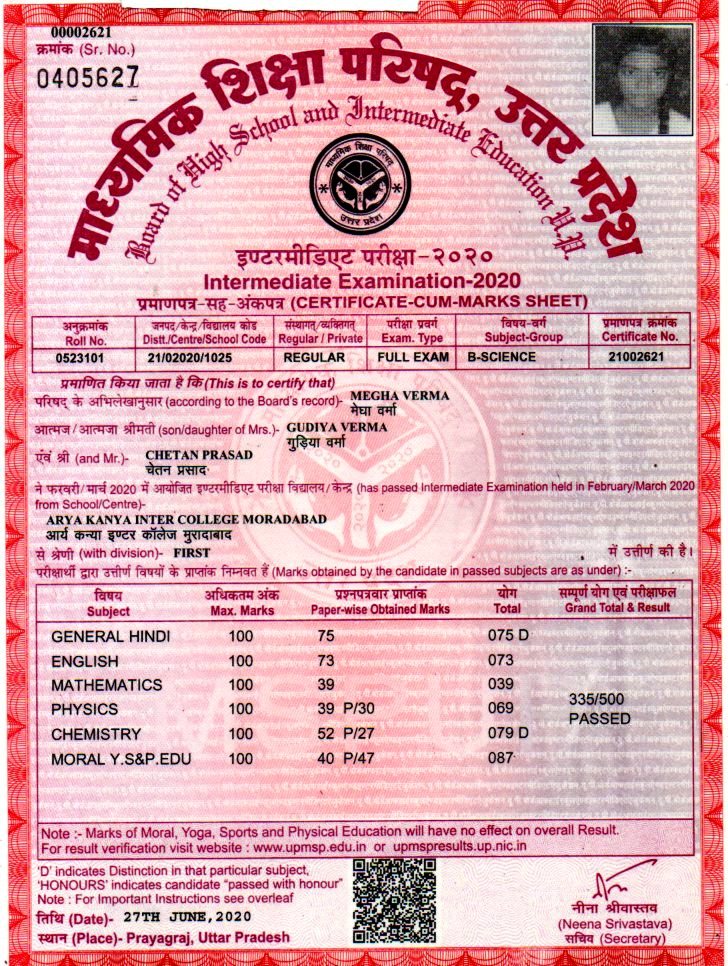 00002621
क्रमांक (Sr. No.)
0405627
माध्यमिक शिक्षा परिषद्, उत्तर प्रदेश
Board of High School and Intermediate Education U.P.
माध्यमिक शिक्षा परिषद
उत्तर प्रदेश
इण्टरमीडिएट परीक्षा-२०२०
Intermediate Examination-2020
प्रमाणपत्र-सह-अंकपत्र (CERTIFICATE-CUM-MARKS SHEET)
अनुक्रमांक जनपद/केन्द्र/विद्यालय कोड संस्थागत/व्यक्तिगत परीक्षा प्रवर्ग विषय-वर्ग प्रमाणपत्र क्रमांक
Roll No. Distt./Centre/School Code Regular / Private Exam. Type Subject-Group Certificate No.
0523101 21/02020/1025 REGULAR FULL EXAM B-SCIENCE 21002621
प्रमाणित किया जाता है कि (This is to certify that)
परिषद् के अभिलेखानुसार (according to the Board's record)- MEGHA VERMA
मेघा वर्मा
आत्मज/आत्मजा श्रीमती (son/daughter of Mrs.)- GUDIYA VERMA
गुड़िया वर्मा
एंव श्री (and Mr.)- CHETAN PRASAD
चेतन प्रसाद
ने फरवरी/मार्च 2020 में आयोजित इण्टरमीडिएट परीक्षा विद्यालय/केन्द्र (has passed Intermediate Examination held in February/March 2020
from School/Centre)-
ARYA KANYA INTER COLLEGE MORADABAD
आर्य कन्या इण्टर कॉलेज मुरादाबाद
से श्रेणी (with division)- FIRST में उत्तीर्ण की है।
परीक्षार्थी द्वारा उत्तीर्ण विषयों के प्राप्तांक निम्नवत हैं (Marks obtained by the candidate in passed subjects are as under) :-
विषय अधिकतम अंक प्रश्नपत्रवार प्राप्तांक योग सम्पूर्ण योग एवं परीक्षाफल
Subject Max. Marks Paper-wise Obtained Marks Total Grand Total & Result
GENERAL HINDI 100 75 075 D
ENGLISH 100 73 073
MATHEMATICS 100 39 039
PHYSICS 100 39 P/30 069 335/500
CHEMISTRY 100 52 P/27 079 D PASSED
MORAL Y.S&P.EDU 100 40 P/47 087
Note :- Marks of Moral, Yoga, Sports and Physical Education will have no effect on overall Result.
For result verification visit website : www.upmsp.edu.in or upmspresults.up.nic.in
'D' indicates Distinction in that particular subject,
'HONOURS' indicates candidate "passed with honour"
Note : For Important Instructions see overleaf
तिथि (Date)- 27TH JUNE, 2020
स्थान (Place)- Prayagraj, Uttar Pradesh
नीना श्रीवास्तव
(Neena Srivastava)
सचिव (Secretary)